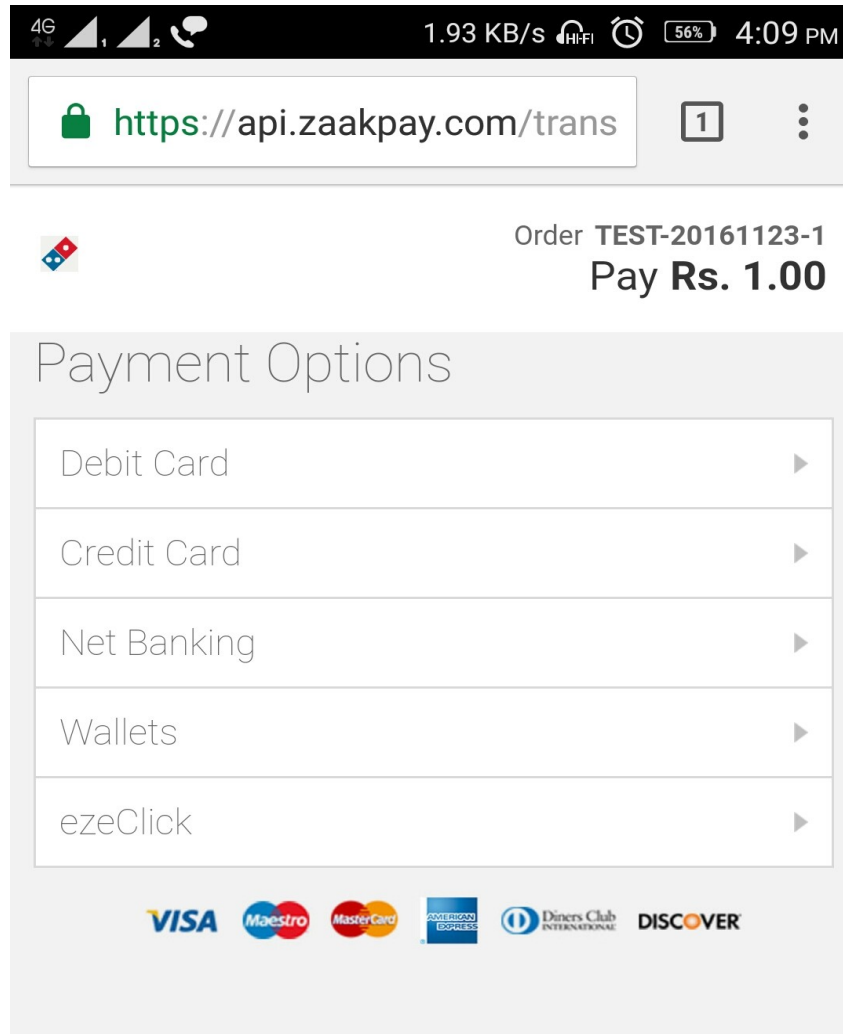 4G 1 2 1.93 KB/s HI-FI 56% 4:09 PM
https://api.zaakpay.com/trans 1
Order TEST-20161123-1
Pay Rs. 1.00
Payment Options
Debit Card
Credit Card
Net Banking
Wallets
ezeClick
VISA Maestro MasterCard AMERICAN EXPRESS Diners Club INTERNATIONAL DISCOVER